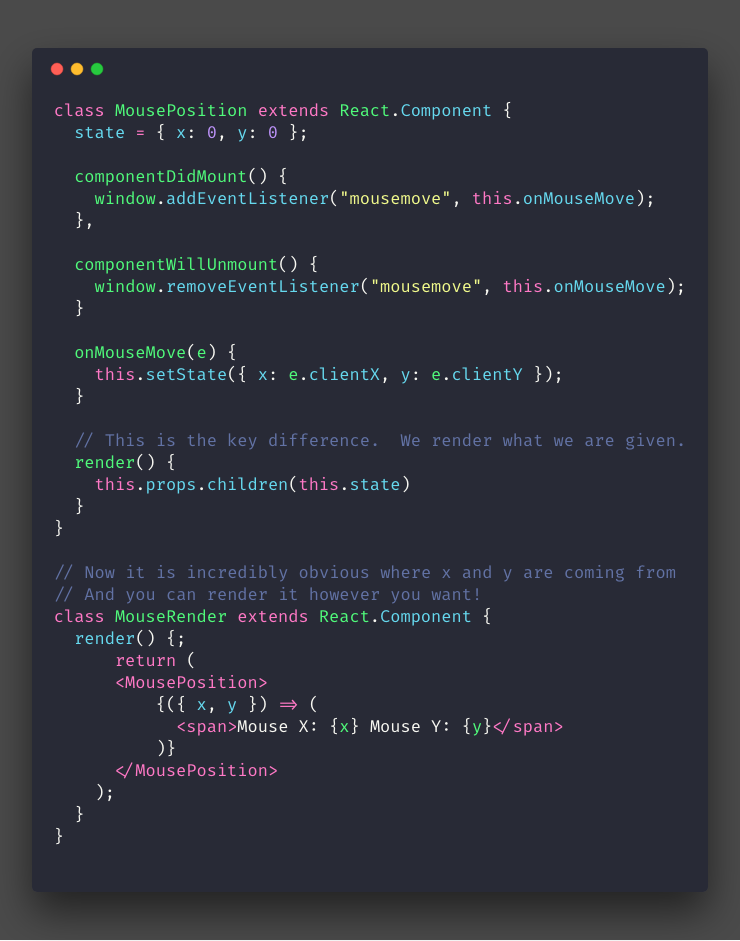 class MousePosition extends React.Component {
  state = { x: 0, y: 0 };

  componentDidMount() {
    window.addEventListener("mousemove", this.onMouseMove);
  },

  componentWillUnmount() {
    window.removeEventListener("mousemove", this.onMouseMove);
  }

  onMouseMove(e) {
    this.setState({ x: e.clientX, y: e.clientY });
  }

  // This is the key difference.  We render what we are given.
  render() {
    this.props.children(this.state)
  }
}

// Now it is incredibly obvious where x and y are coming from
// And you can render it however you want!
class MouseRender extends React.Component {
  render() {;
      return (
      <MousePosition>
          {({ x, y }) => (
            <span>Mouse X: {x} Mouse Y: {y}</span>
          )}
      </MousePosition>
    );
  }
}